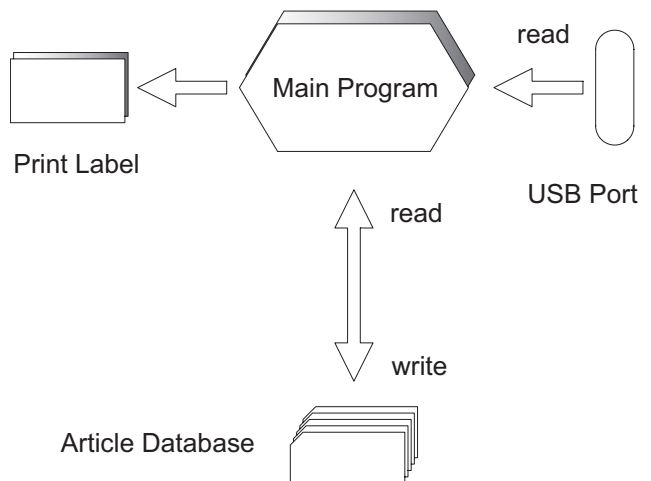 read
Main Program
Print Label
USB Port
read
write
Article Database